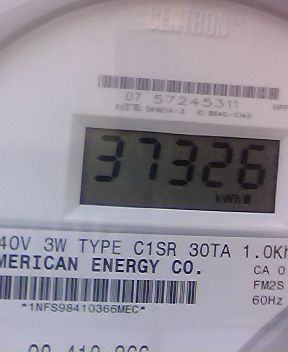 CENTRON
07 57245311
37326
kWh
40V 3W TYPE C1SR 30TA 1.0Kh
MERICAN ENERGY CO.
CA 0
FM2S
60Hz
*1NFS98410366MEC*